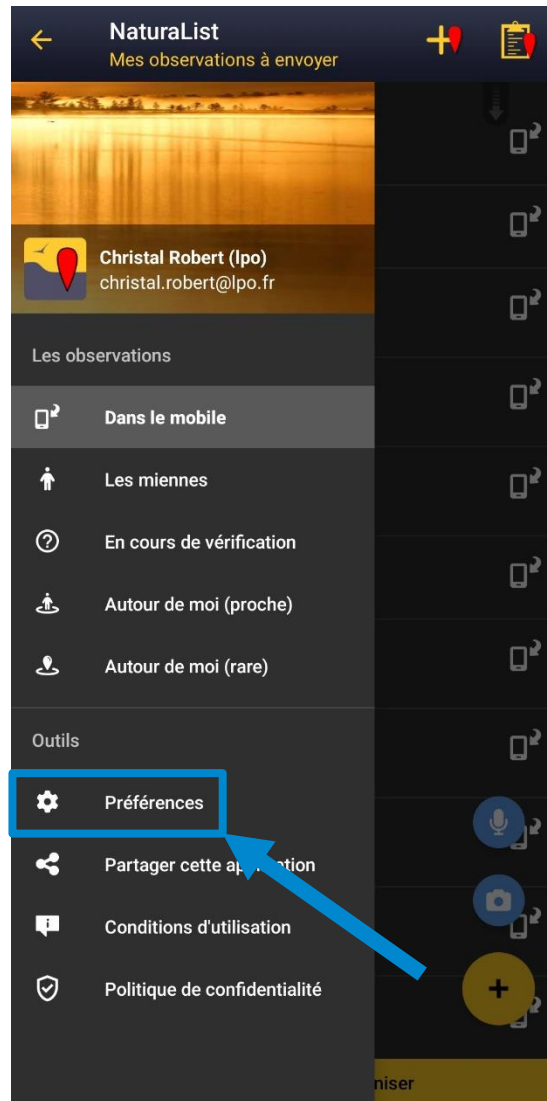 NaturaList
Mes observations à envoyer
Christal Robert (lpo)
christal.robert@lpo.fr
Les observations
Dans le mobile
Les miennes
En cours de vérification
Autour de moi (proche)
Autour de moi (rare)
Outils
Préférences
Partager cette
Conditions d'utilisation
Politique de confidentialité
niser